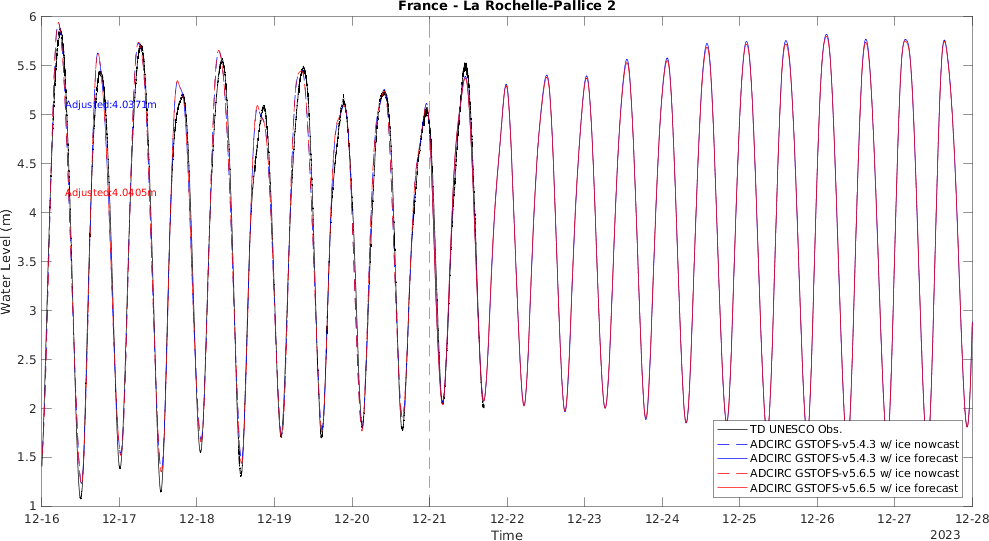 France - La Rochelle-Pallice 2
6
5.5
5
4.5
4
3.5
3
2.5
2
1.5
1
Water Level (m)
Adjusted:4.0371m
Adjusted:4.0405m
TD UNESCO Obs.
ADCIRC GSTOFS-v5.4.3 w/ ice nowcast
ADCIRC GSTOFS-v5.4.3 w/ ice forecast
ADCIRC GSTOFS-v5.6.5 w/ ice nowcast
ADCIRC GSTOFS-v5.6.5 w/ ice forecast
12-16 12-17 12-18 12-19 12-20 12-21 12-22 12-23 12-24 12-25 12-26 12-27 12-28
Time
2023